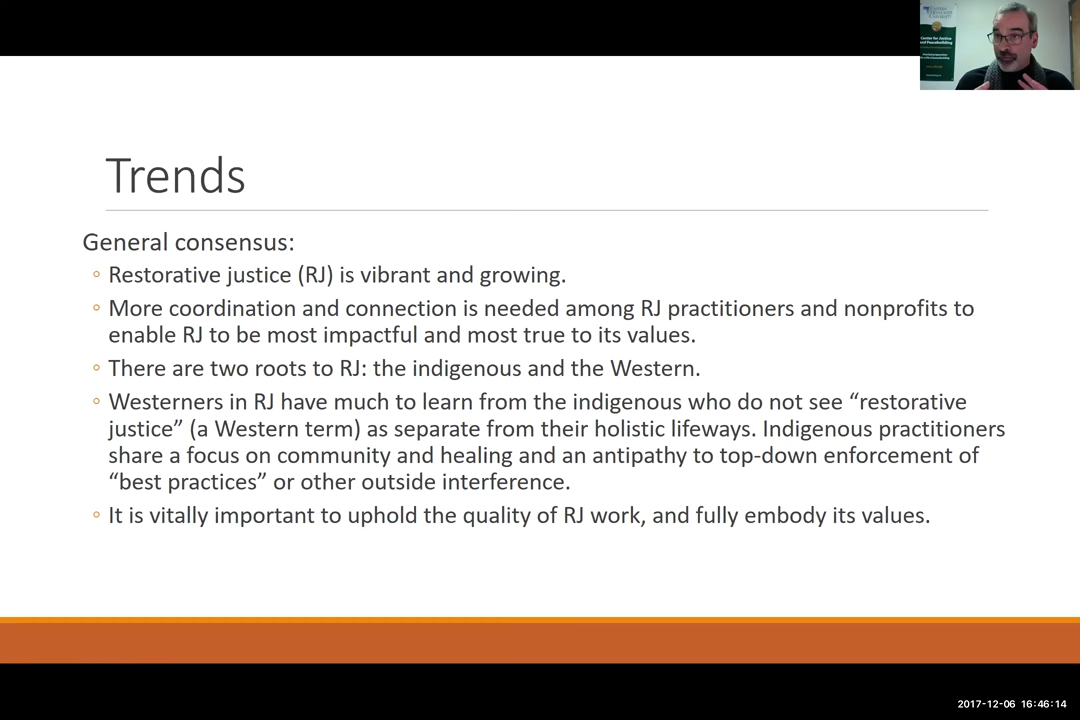 Center for Justice
and Peacebuilding
Trends
General consensus:
◦ Restorative justice (RJ) is vibrant and growing.
◦ More coordination and connection is needed among RJ practitioners and nonprofits to
enable RJ to be most impactful and most true to its values.
◦ There are two roots to RJ: the indigenous and the Western.
◦ Westerners in RJ have much to learn from the indigenous who do not see “restorative
justice” (a Western term) as separate from their holistic lifeways. Indigenous practitioners
share a focus on community and healing and an antipathy to top-down enforcement of
“best practices” or other outside interference.
◦ It is vitally important to uphold the quality of RJ work, and fully embody its values.
2017-12-06 16:46:14